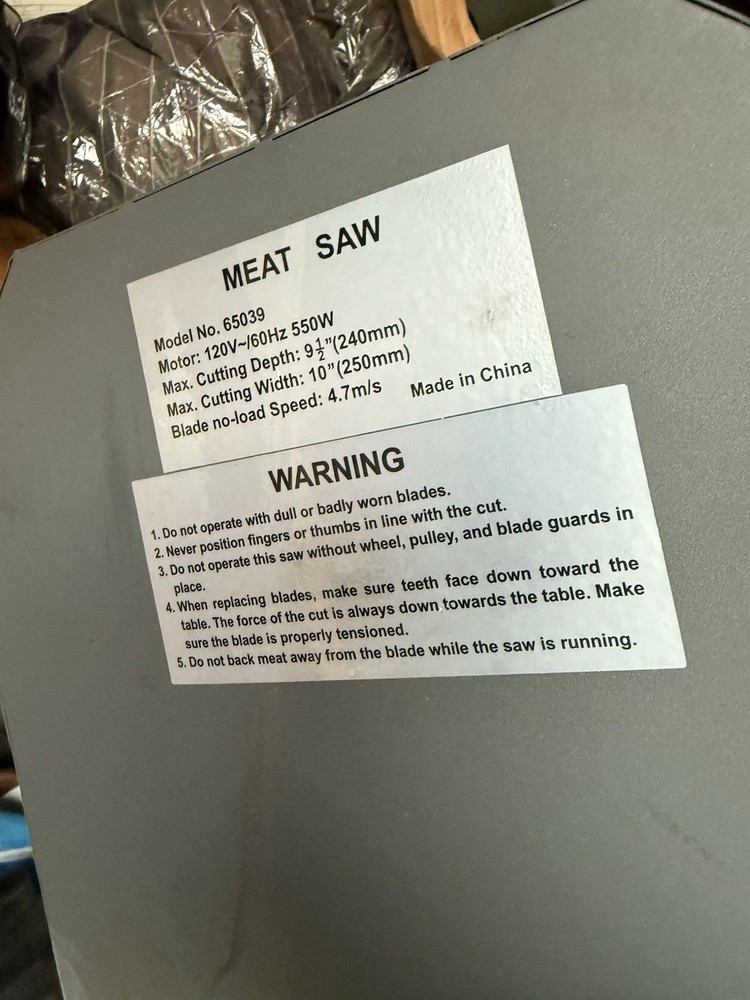 MEAT SAW
Model No. 65039
Motor: 120V~/60Hz 550W
Max. Cutting Depth: 9½”(240mm)
Max. Cutting Width: 10”(250mm)
Blade no-load Speed: 4.7m/s Made in China
WARNING
1. Do not operate with dull or badly worn blades.
2. Never position fingers or thumbs in line with the cut.
3. Do not operate this saw without wheel, pulley, and blade guards in
place.
4. When replacing blades, make sure teeth face down toward the
table. The force of the cut is always down towards the table. Make
sure the blade is properly tensioned.
5. Do not back meat away from the blade while the saw is running.